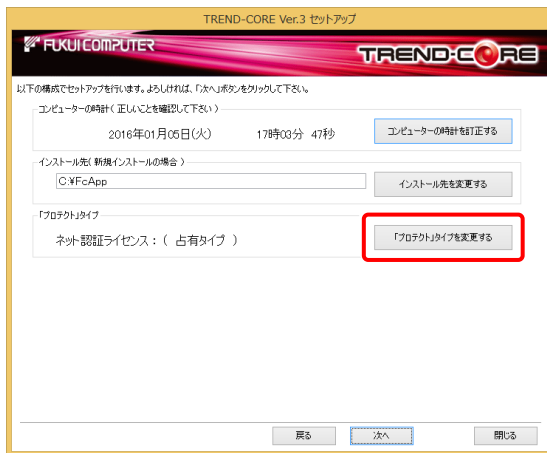 TREND-CORE Ver.3 セットアップ
FUKUI COMPUTER
TREND-CORE
以下の構成でセットアップを行います。よろしければ、「次へ」ボタンをクリックして下さい。
コンピューターの時計( 正しいことを確認して下さい )
2016年01月05日(火) 17時03分 47秒
コンピューターの時計を訂正する
インストール先( 新規インストールの場合 )
C:¥FcApp
インストール先を変更する
「プロテクト」タイプ
ネット認証ライセンス : ( 占有タイプ )
「プロテクト」タイプを変更する
戻る
次へ
閉じる